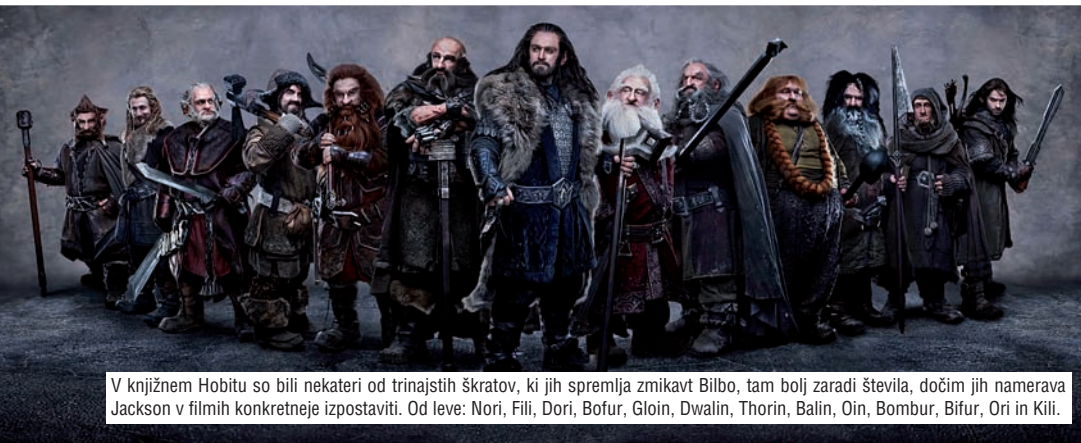 V knjižnem Hobitu so bili nekateri od trinajstih škratov, ki jih spremlja zmikavt Bilbo, tam bolj zaradi števila, dočim jih namerava
Jackson v filmih konkretneje izpostaviti. Od leve: Nori, Fili, Dori, Bofur, Gloin, Dwalin, Thorin, Balin, Oin, Bombur, Bifur, Ori in Kili.